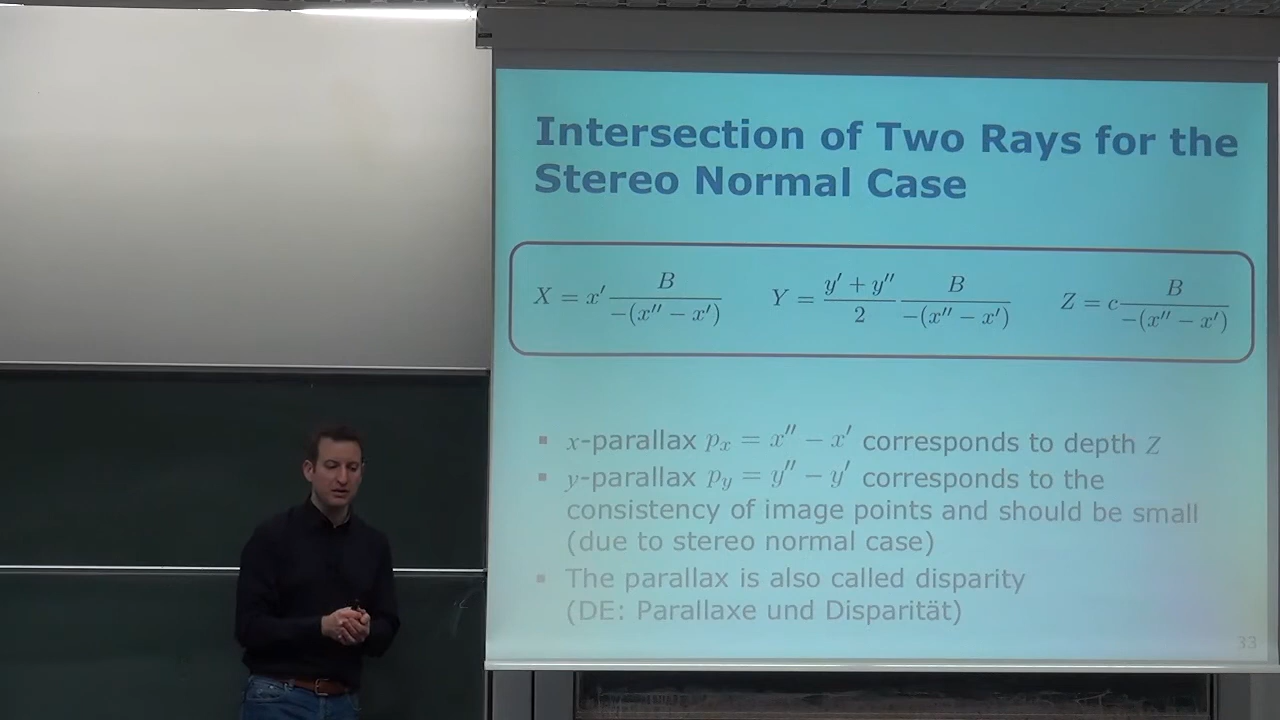 Intersection of Two Rays for the
Stereo Normal Case
X = x' B / -(x'' - x')    Y = y' + y'' / 2 B / -(x'' - x')    Z = c B / -(x'' - x')
▪ x-parallax pₓ = x'' - x' corresponds to depth Z
▪ y-parallax p_y = y'' - y' corresponds to the
consistency of image points and should be small
(due to stereo normal case)
▪ The parallax is also called disparity
(DE: Parallaxe und Disparität)
33